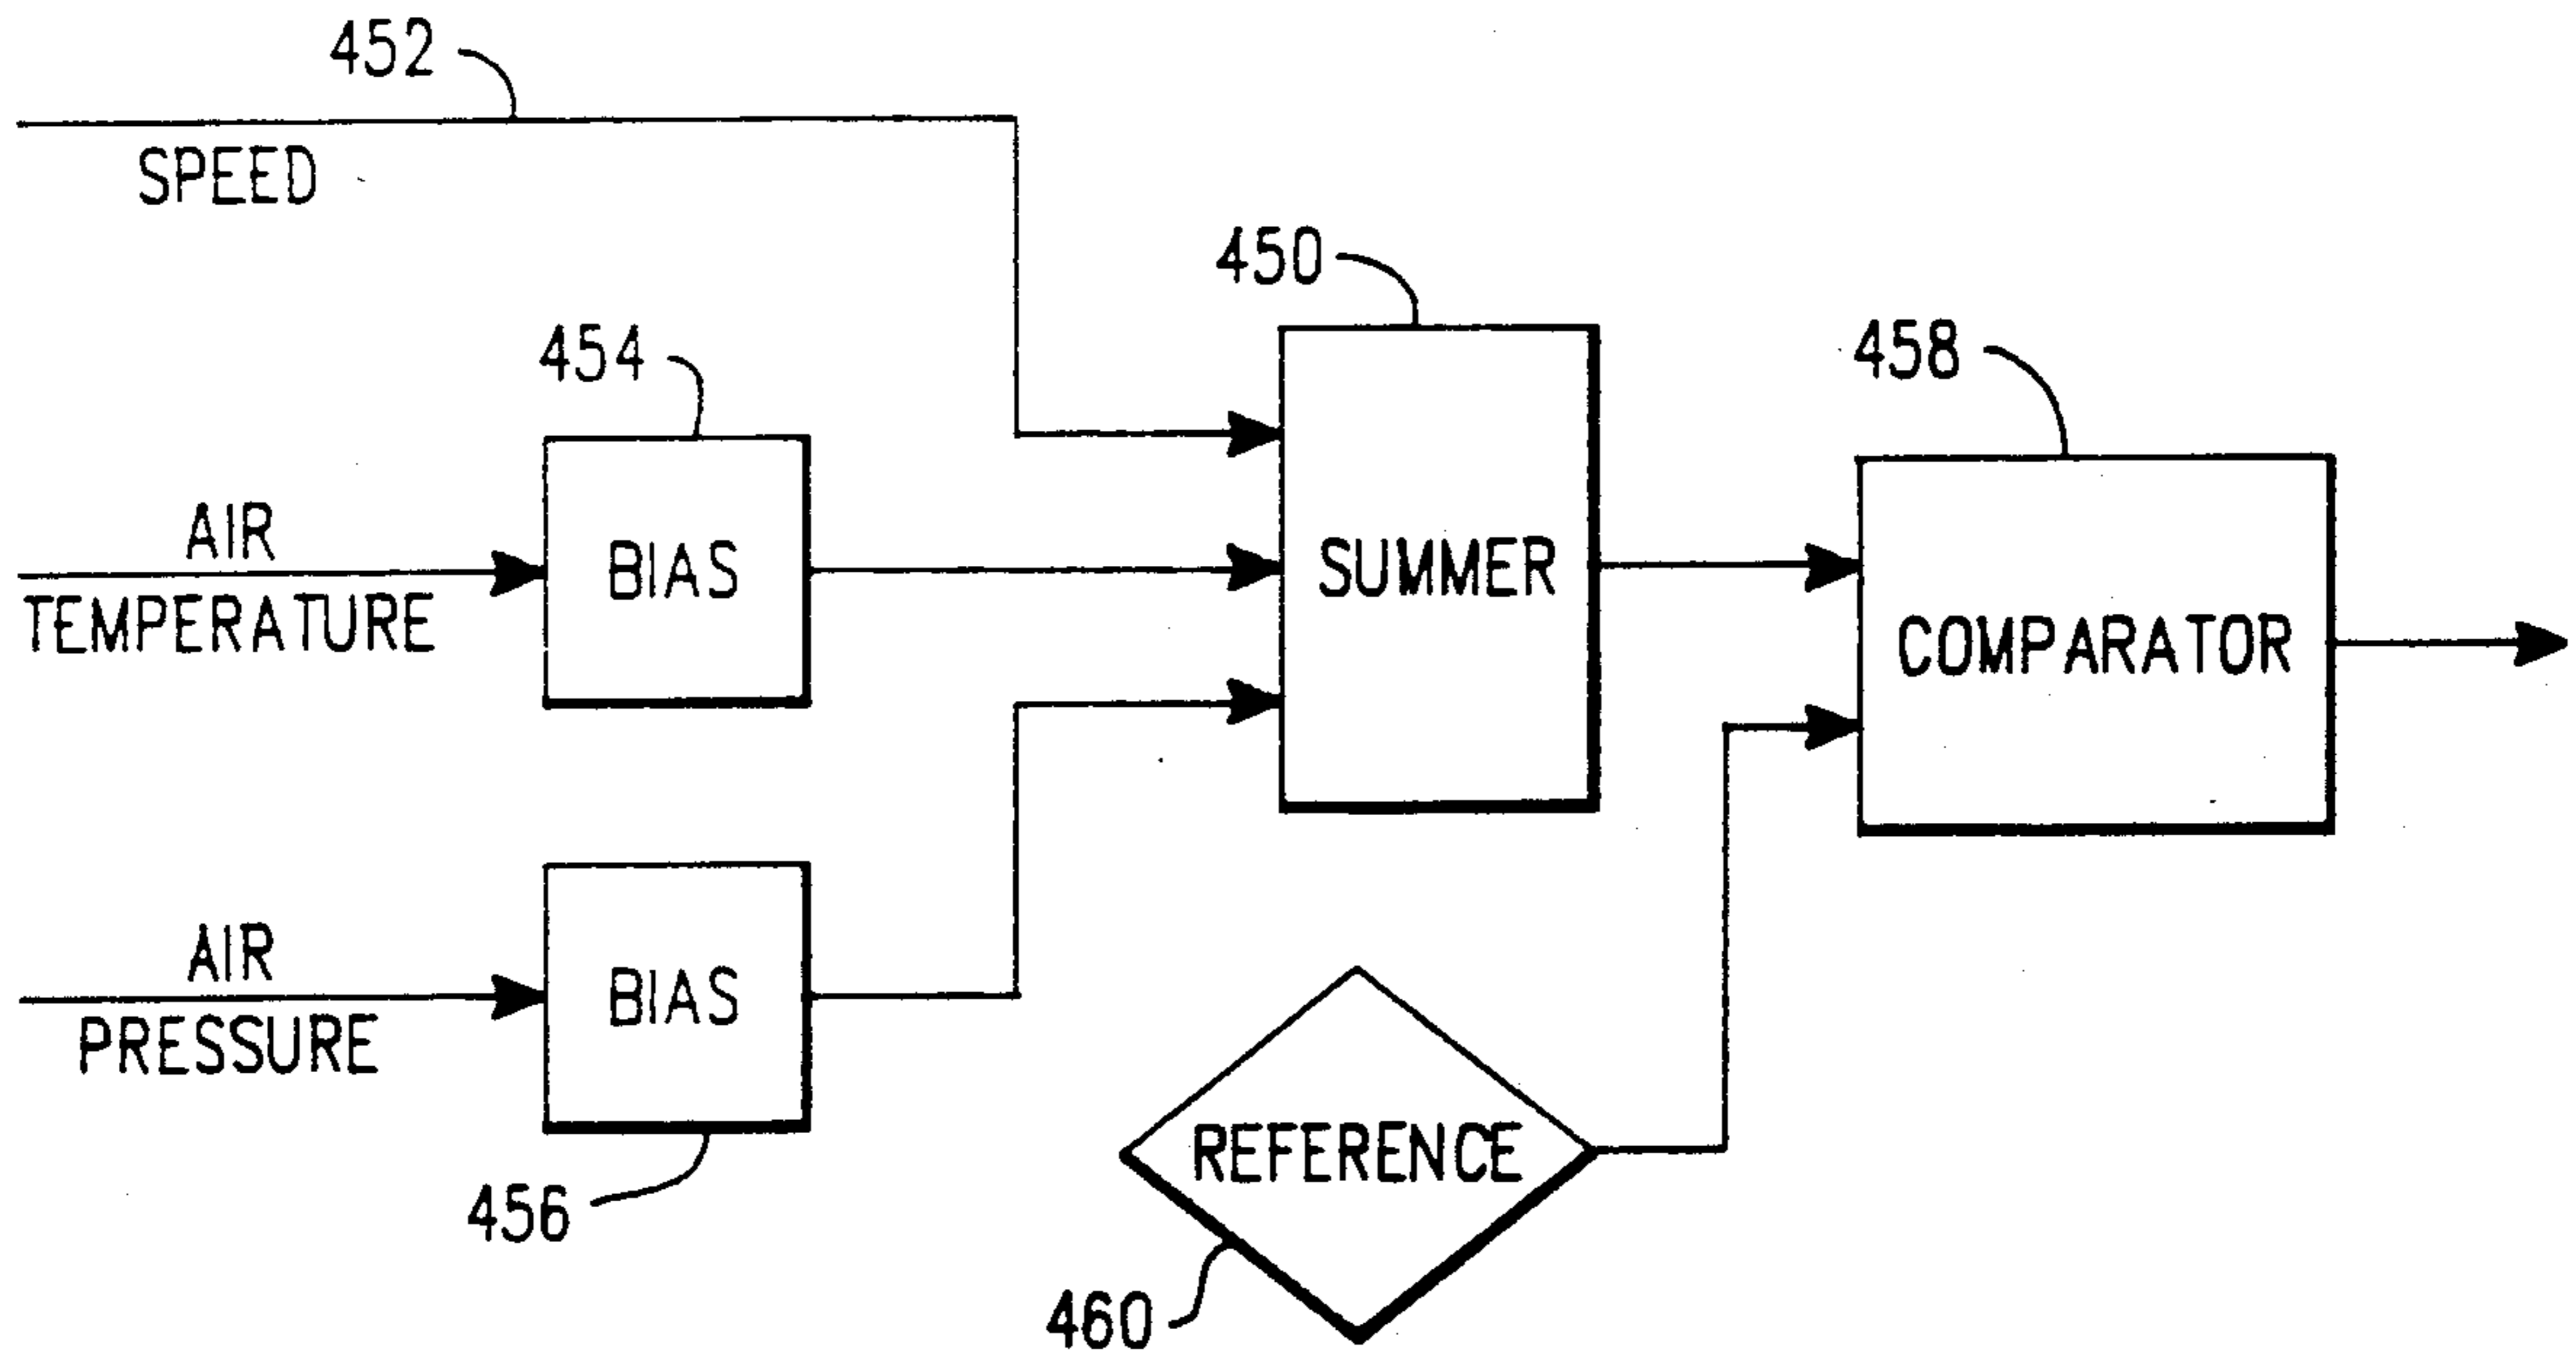 452
SPEED
450
454
458
AIR
TEMPERATURE
BIAS
SUMMER
COMPARATOR
AIR
PRESSURE
BIAS
REFERENCE
456
460